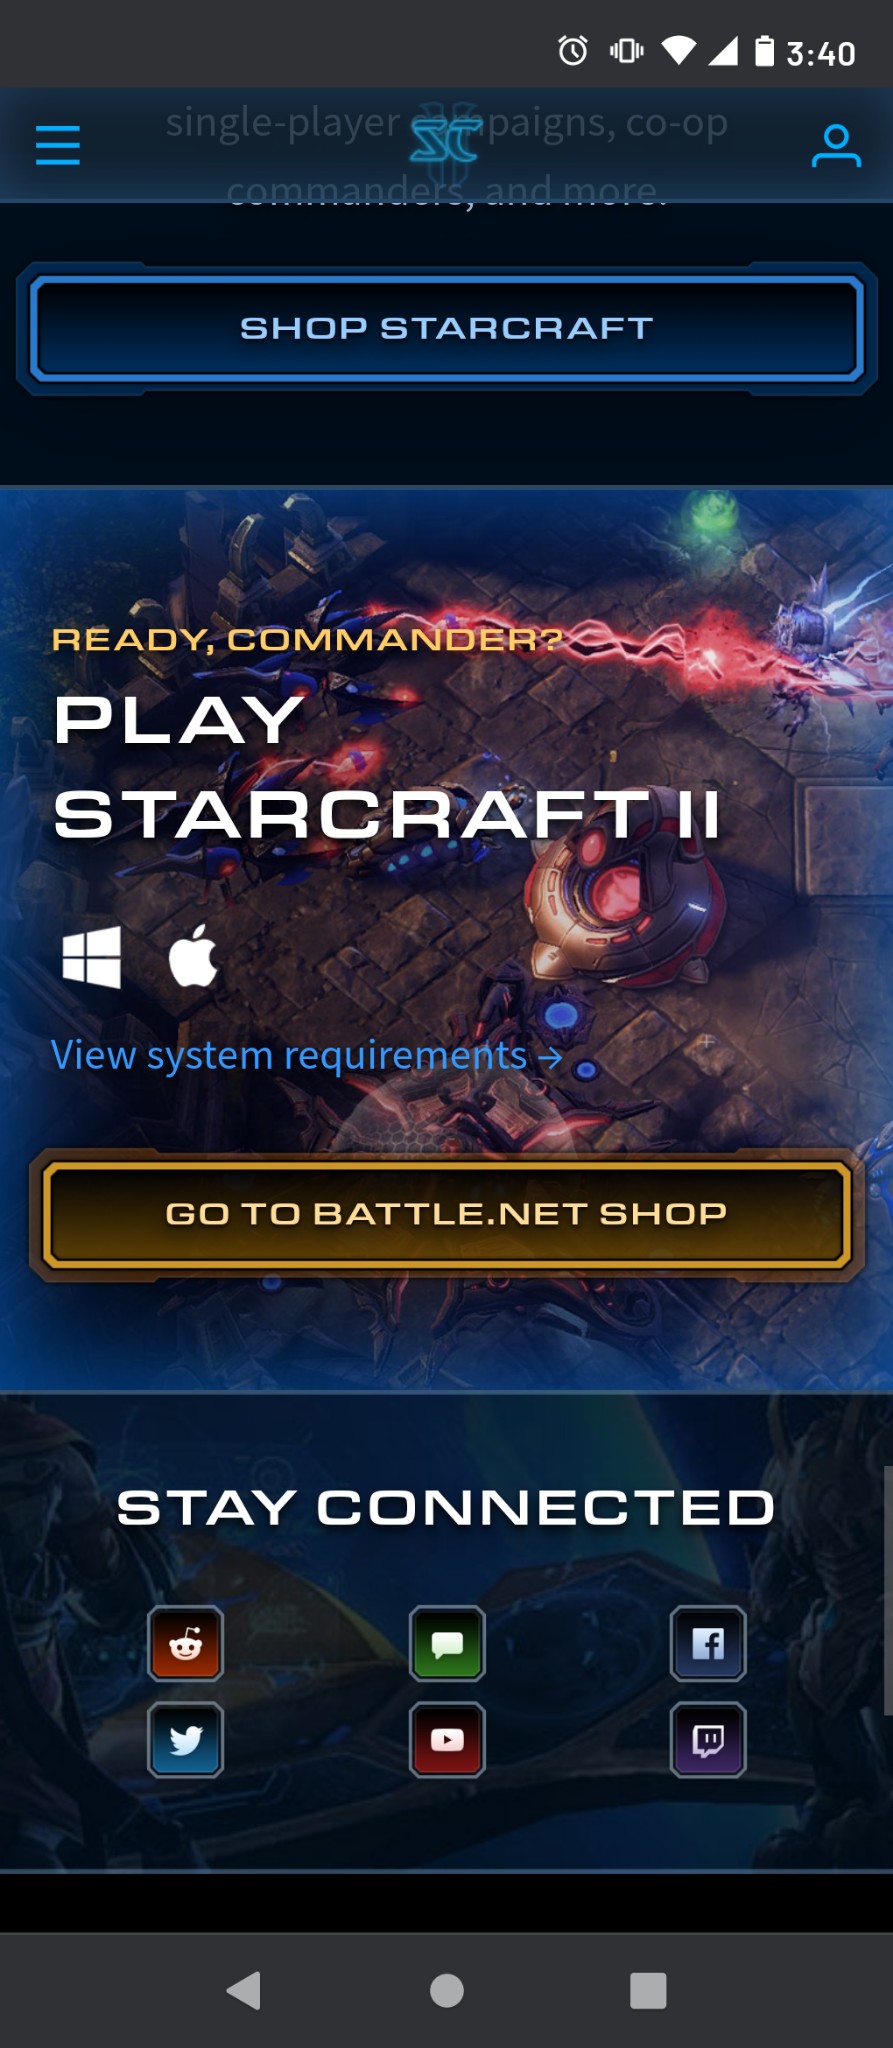 3:40
single-player campaigns, co-op
SC
commanders, and more.
SHOP STARCRAFT
READY, COMMANDER?
PLAY
STARCRAFT II
View system requirements →
GO TO BATTLE.NET SHOP
STAY CONNECTED